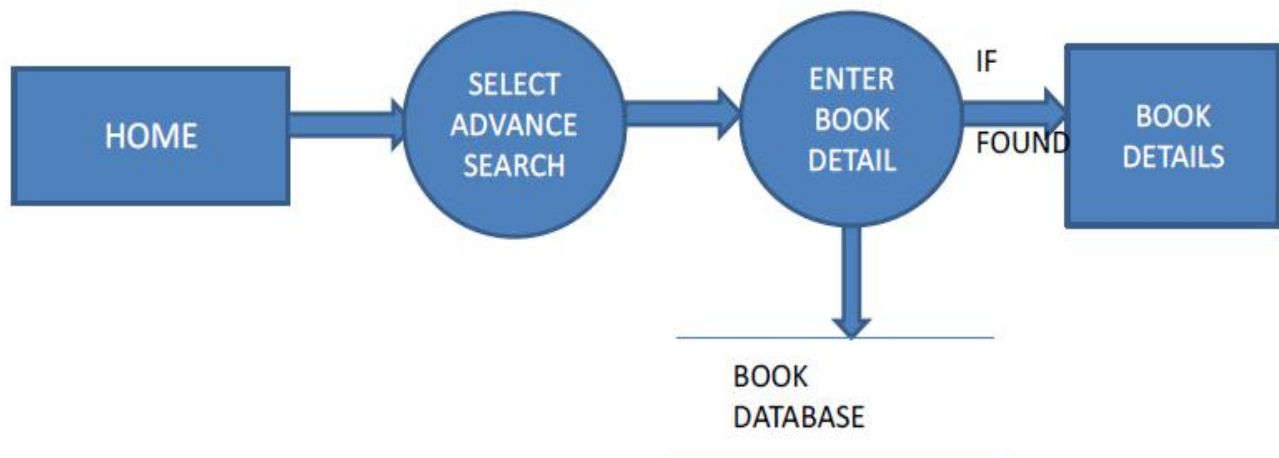 HOME
SELECT
ADVANCE
SEARCH
ENTER
BOOK
DETAIL
IF
FOUND
BOOK
DETAILS
BOOK
DATABASE